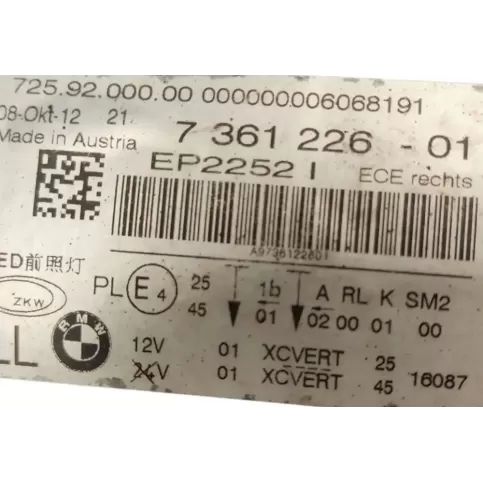 725.92.000.00 000000006068191
08-Okt-12 21
Made in Austria 7 361 226 - 01
EP2252 I ECE rechts
A9736122601
ED前照灯
ZKW PL E4 25 45 1b 01 A RL K SM2
02 00 01 00
LL BMW 12V 01 XCVERT 25
24V 01 XCVERT 45 16087